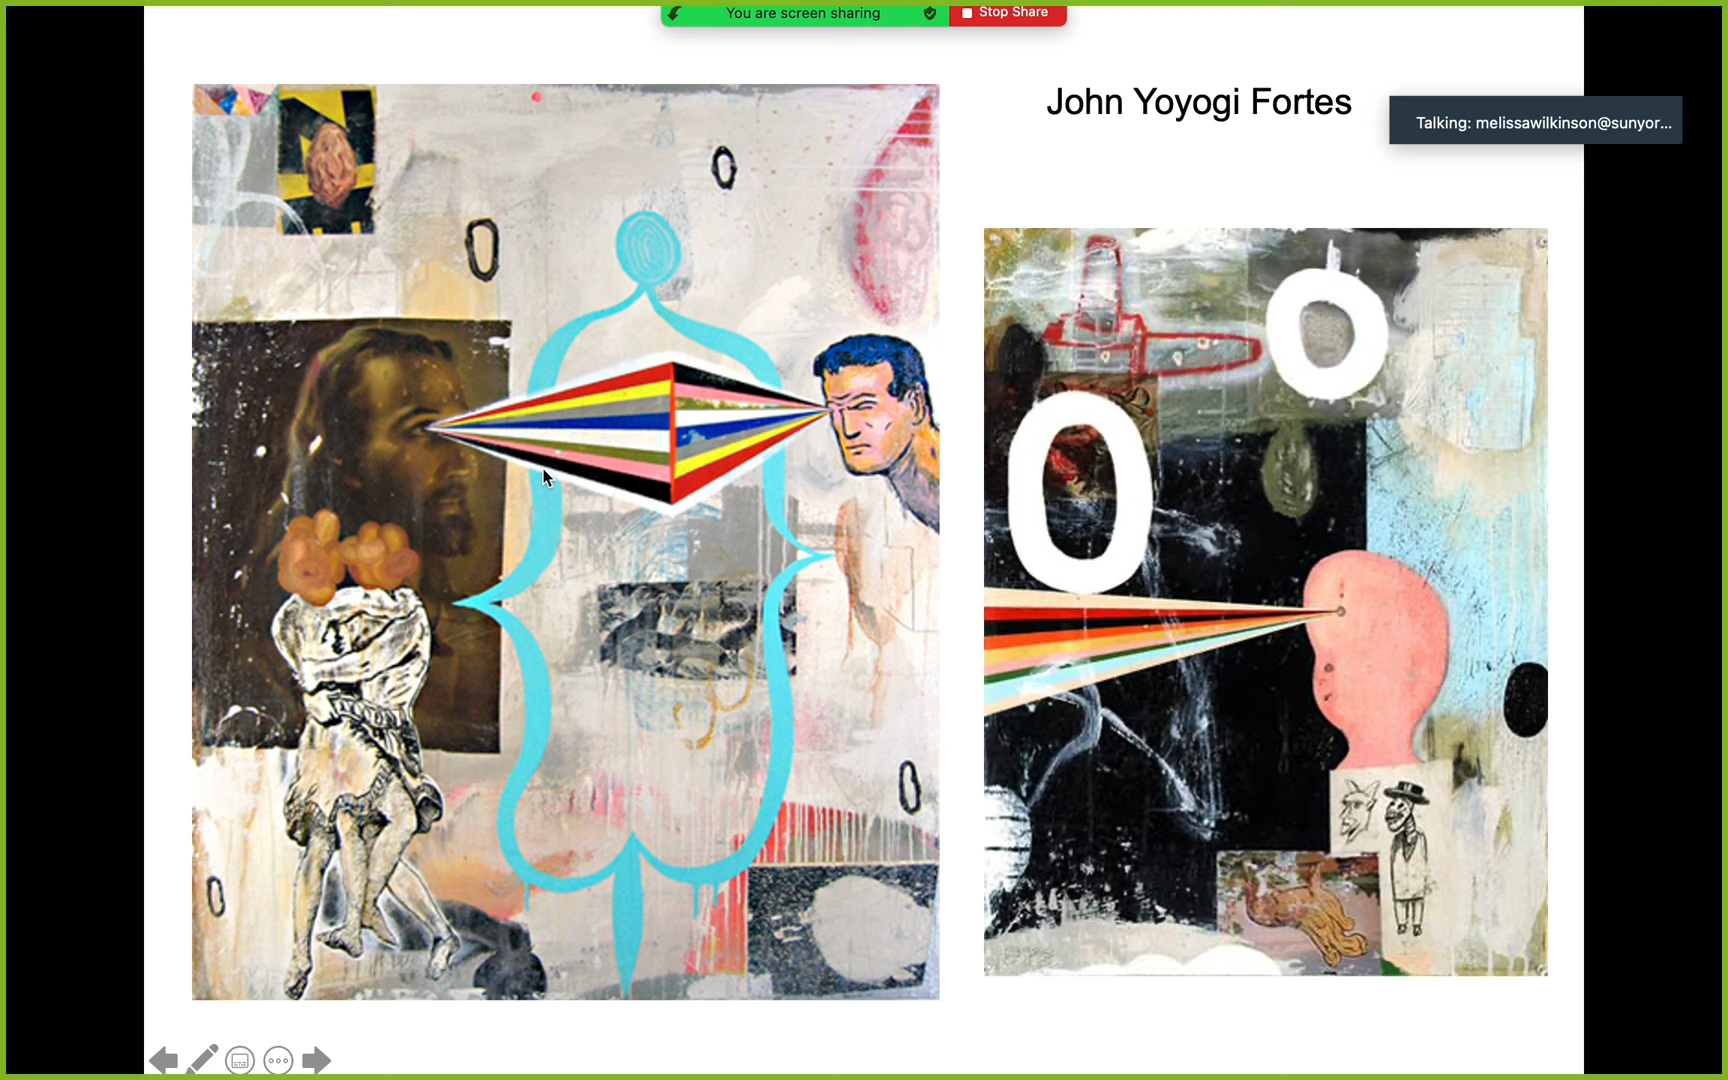 You are screen sharing
Stop Share
John Yoyogi Fortes
Talking: melissawilkinson@sunyor...